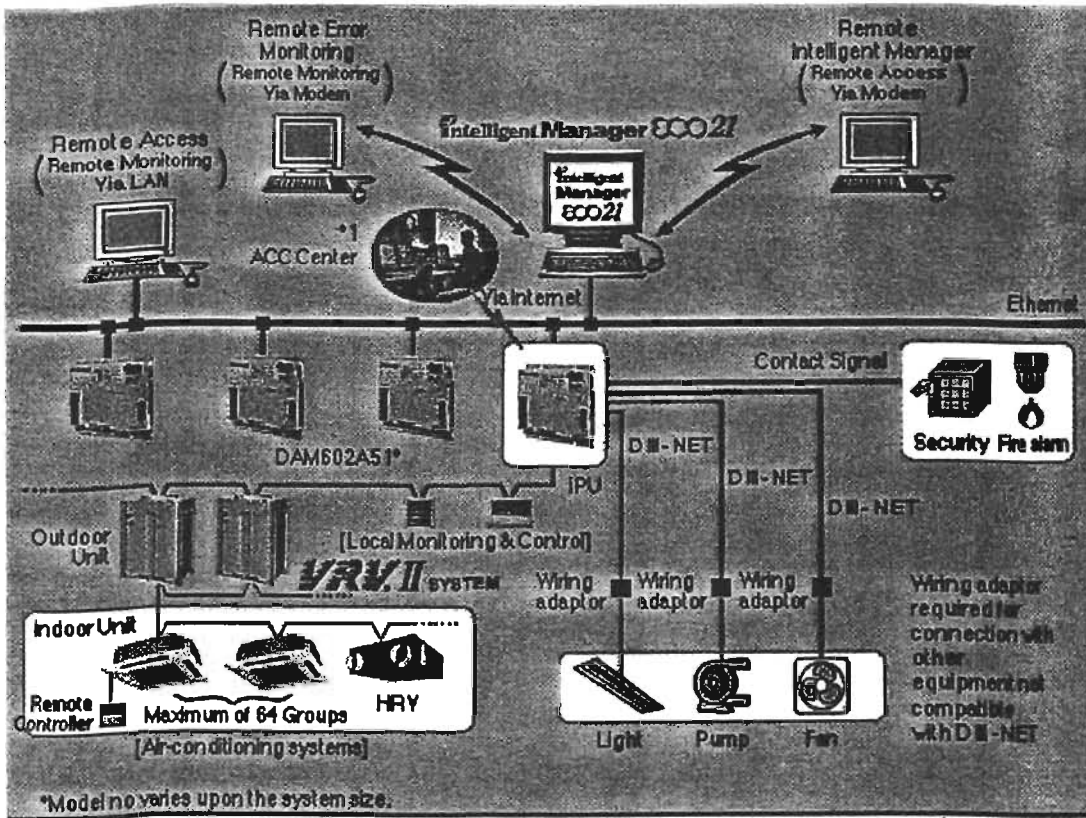 Remote Error
Monitoring
(Remote Monitoring
Via Modem)
Remote
intelligent Manager
(Remote Access
Via Modem)
intelligent Manager ECO21
Remote Access
(Remote Monitoring
Via LAN)
intelligent
Manager
ECO21
*1
ACC Center
Via Internet
Ethernet
Contact Signal
Security
Fire alarm
DAM602A51*
iPU
DIII-NET
DIII-NET
DIII-NET
Outdoor
Unit
[Local Monitoring & Control]
VRV II SYSTEM
Wiring
adaptor
Wiring
adaptor
Wiring
adaptor
Wiring adaptor
required for
connection with
other
equipment not
compatible
with DIII-NET
Indoor Unit
Remote
Controller
Maximum of 64 Groups
HRV
[Air-conditioning systems]
Light
Pump
Fan
*Model no varies upon the system size.